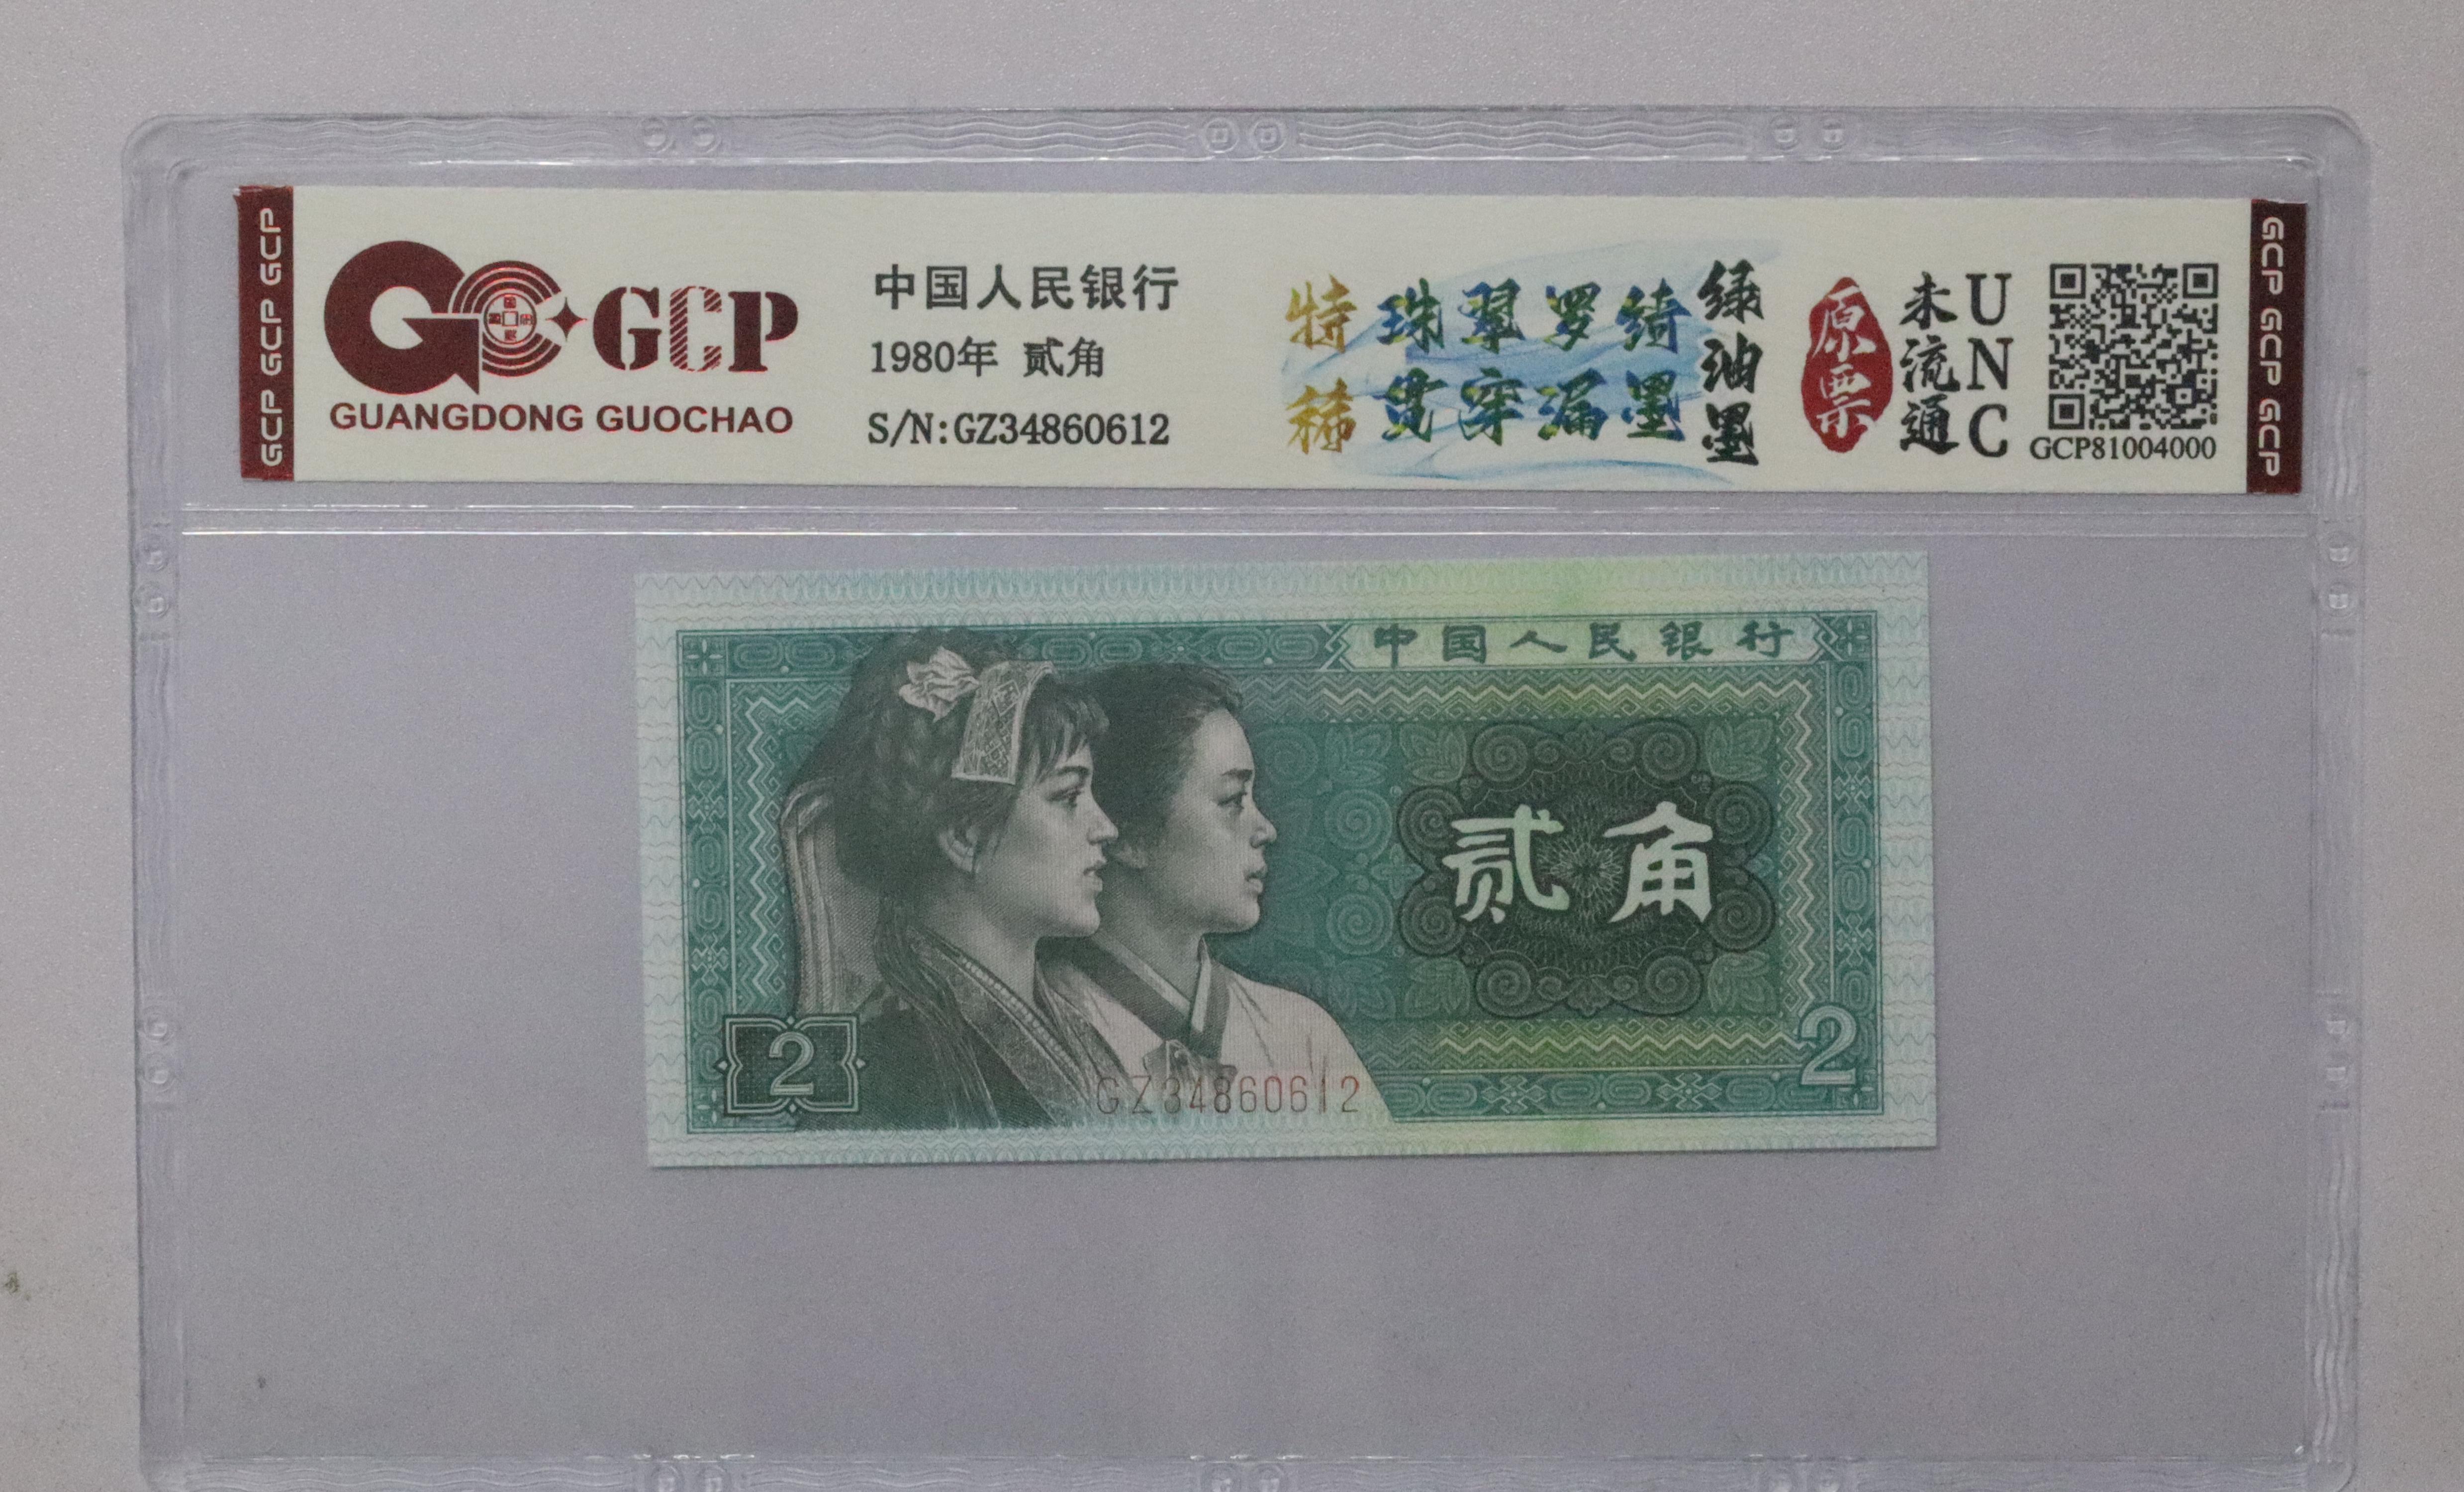 GCP GCP GCP
GCP
GUANGDONG GUOCHAO
中国人民银行
1980年 贰角
S/N:GZ34860612
特稀
珠翠罗绮
贯穿漏墨
绿油墨
原票
未流通
UNC
GCP81004000
GCP GCP GCP
中国人民银行
贰角
2
GZ34860612
2